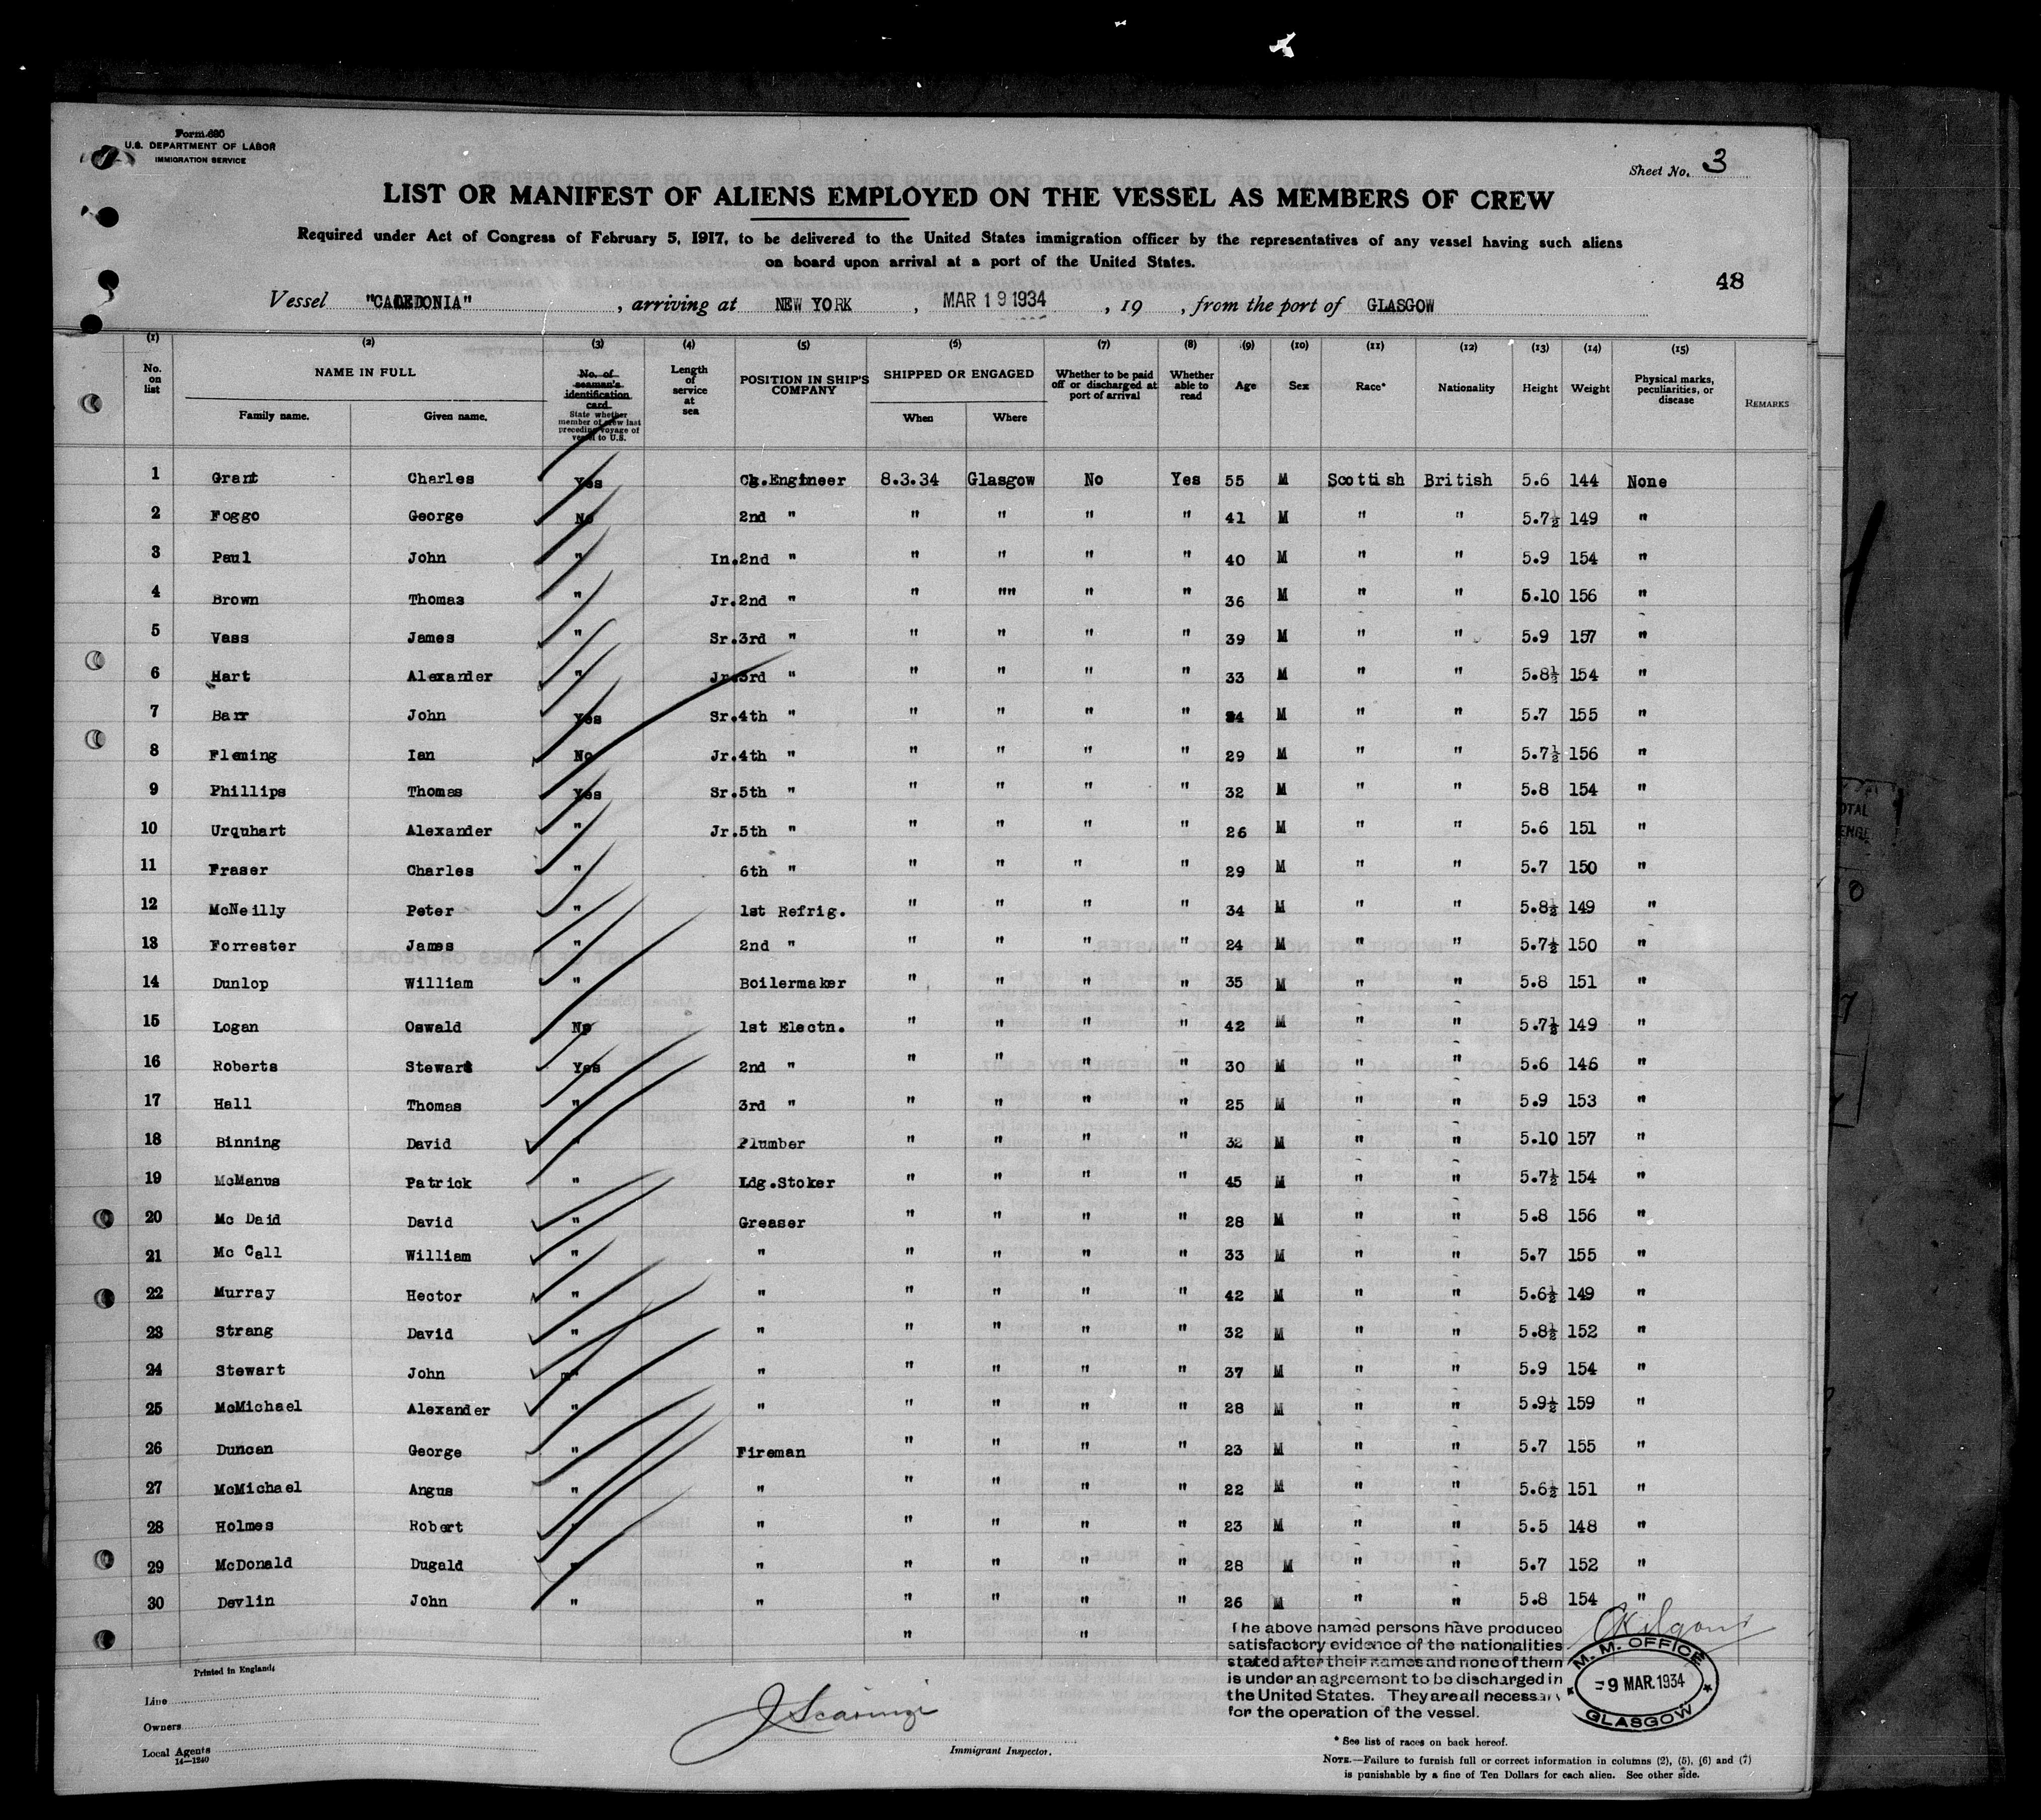 Form 680
U.S. DEPARTMENT OF LABOR
IMMIGRATION SERVICE
Sheet No. 3
LIST OR MANIFEST OF ALIENS EMPLOYED ON THE VESSEL AS MEMBERS OF CREW
Required under Act of Congress of February 5, 1917, to be delivered to the United States immigration officer by the representatives of any vessel having such aliens
on board upon arrival at a port of the United States.
48
Vessel "CALEDONIA" , arriving at NEW YORK , MAR 19 1934 , 19 , from the port of GLASGOW
(1) (2) (3) (4) (5) (6) (7) (8) (9) (10) (11) (12) (13) (14) (15)
No. on list NAME IN FULL Family name. Given name. No. of seaman's identification card. State whether member of crew last preceding voyage of vessel to U.S. Length of service at sea POSITION IN SHIP'S COMPANY SHIPPED OR ENGAGED When Where Whether to be paid off or discharged at port of arrival Whether able to read Age Sex Race* Nationality Height Weight Physical marks, peculiarities, or disease REMARKS
1 Grant Charles Yes Ch.Engineer 8.3.34 Glasgow No Yes 55 M Scottish British 5.6 144 None
2 Foggo George No 2nd " " " " " 41 M " " 5.7½ 149 "
3 Paul John " In.2nd " " " " " 40 M " " 5.9 154 "
4 Brown Thomas " Jr.2nd " " "" " " 36 M " " 5.10 156 "
5 Vass James " Sr.3rd " " " " " 39 M " " 5.9 157 "
6 Hart Alexander " Jr.3rd " " " " " 33 M " " 5.8½ 154 "
7 Barr John Yes Sr.4th " " " " " 34 M " " 5.7 155 "
8 Fleming Ian No Jr.4th " " " " " 29 M " " 5.7½ 156 "
9 Phillips Thomas Yes Sr.5th " " " " " 32 M " " 5.8 154 "
10 Urquhart Alexander " Jr.5th " " " " " 26 M " " 5.6 151 "
11 Fraser Charles " 6th " " " " " 29 M " " 5.7 150 "
12 McNeilly Peter " 1st Refrig. " " " " 34 M " " 5.8½ 149 "
13 Forrester James " 2nd " " " " " 24 M " " 5.7½ 150 "
14 Dunlop William " Boilermaker " " " " 35 M " " 5.8 151 "
15 Logan Oswald No 1st Electn. " " " " 42 M " " 5.7½ 149 "
16 Roberts Stewart Yes 2nd " " " " " 30 M " " 5.6 146 "
17 Hall Thomas " 3rd " " " " " 25 M " " 5.9 153 "
18 Binning David " Plumber " " " " 32 M " " 5.10 157 "
19 McManus Patrick " Ldg.Stoker " " " " 45 M " " 5.7½ 154 "
20 Mc Daid David " Greaser " " " " 28 M " " 5.8 156 "
21 Mc Call William " " " " " " 33 M " " 5.7 155 "
22 Murray Hector " " " " " " 42 M " " 5.6½ 149 "
23 Strang David " " " " " " 32 M " " 5.8½ 152 "
24 Stewart John " " " " " " 37 M " " 5.9 154 "
25 McMichael Alexander " " " " " " 28 M " " 5.9½ 159 "
26 Duncan George " Fireman " " " " 23 M " " 5.7 155 "
27 McMichael Angus " " " " " " 22 M " " 5.6½ 151 "
28 Holmes Robert " " " " " " 23 M " " 5.5 148 "
29 McDonald Dugald " " " " " " 28 M " " 5.7 152 "
30 Devlin John " " " " " " 26 M " " 5.8 154 "
" "
The above named persons have produced
satisfactory evidence of the nationalities
stated after their names and none of them
is under an agreement to be discharged in
the United States. They are all necessary
for the operation of the vessel.
Kilgour
M. M. OFFICE
9 MAR. 1934
GLASGOW
Printed in England:
Line
Owners
Local Agents
14—1240
Immigrant Inspector.
* See list of races on back hereof.
NOTE.—Failure to furnish full or correct information in columns (2), (5), (6) and (7)
is punishable by a fine of Ten Dollars for each alien. See other side.